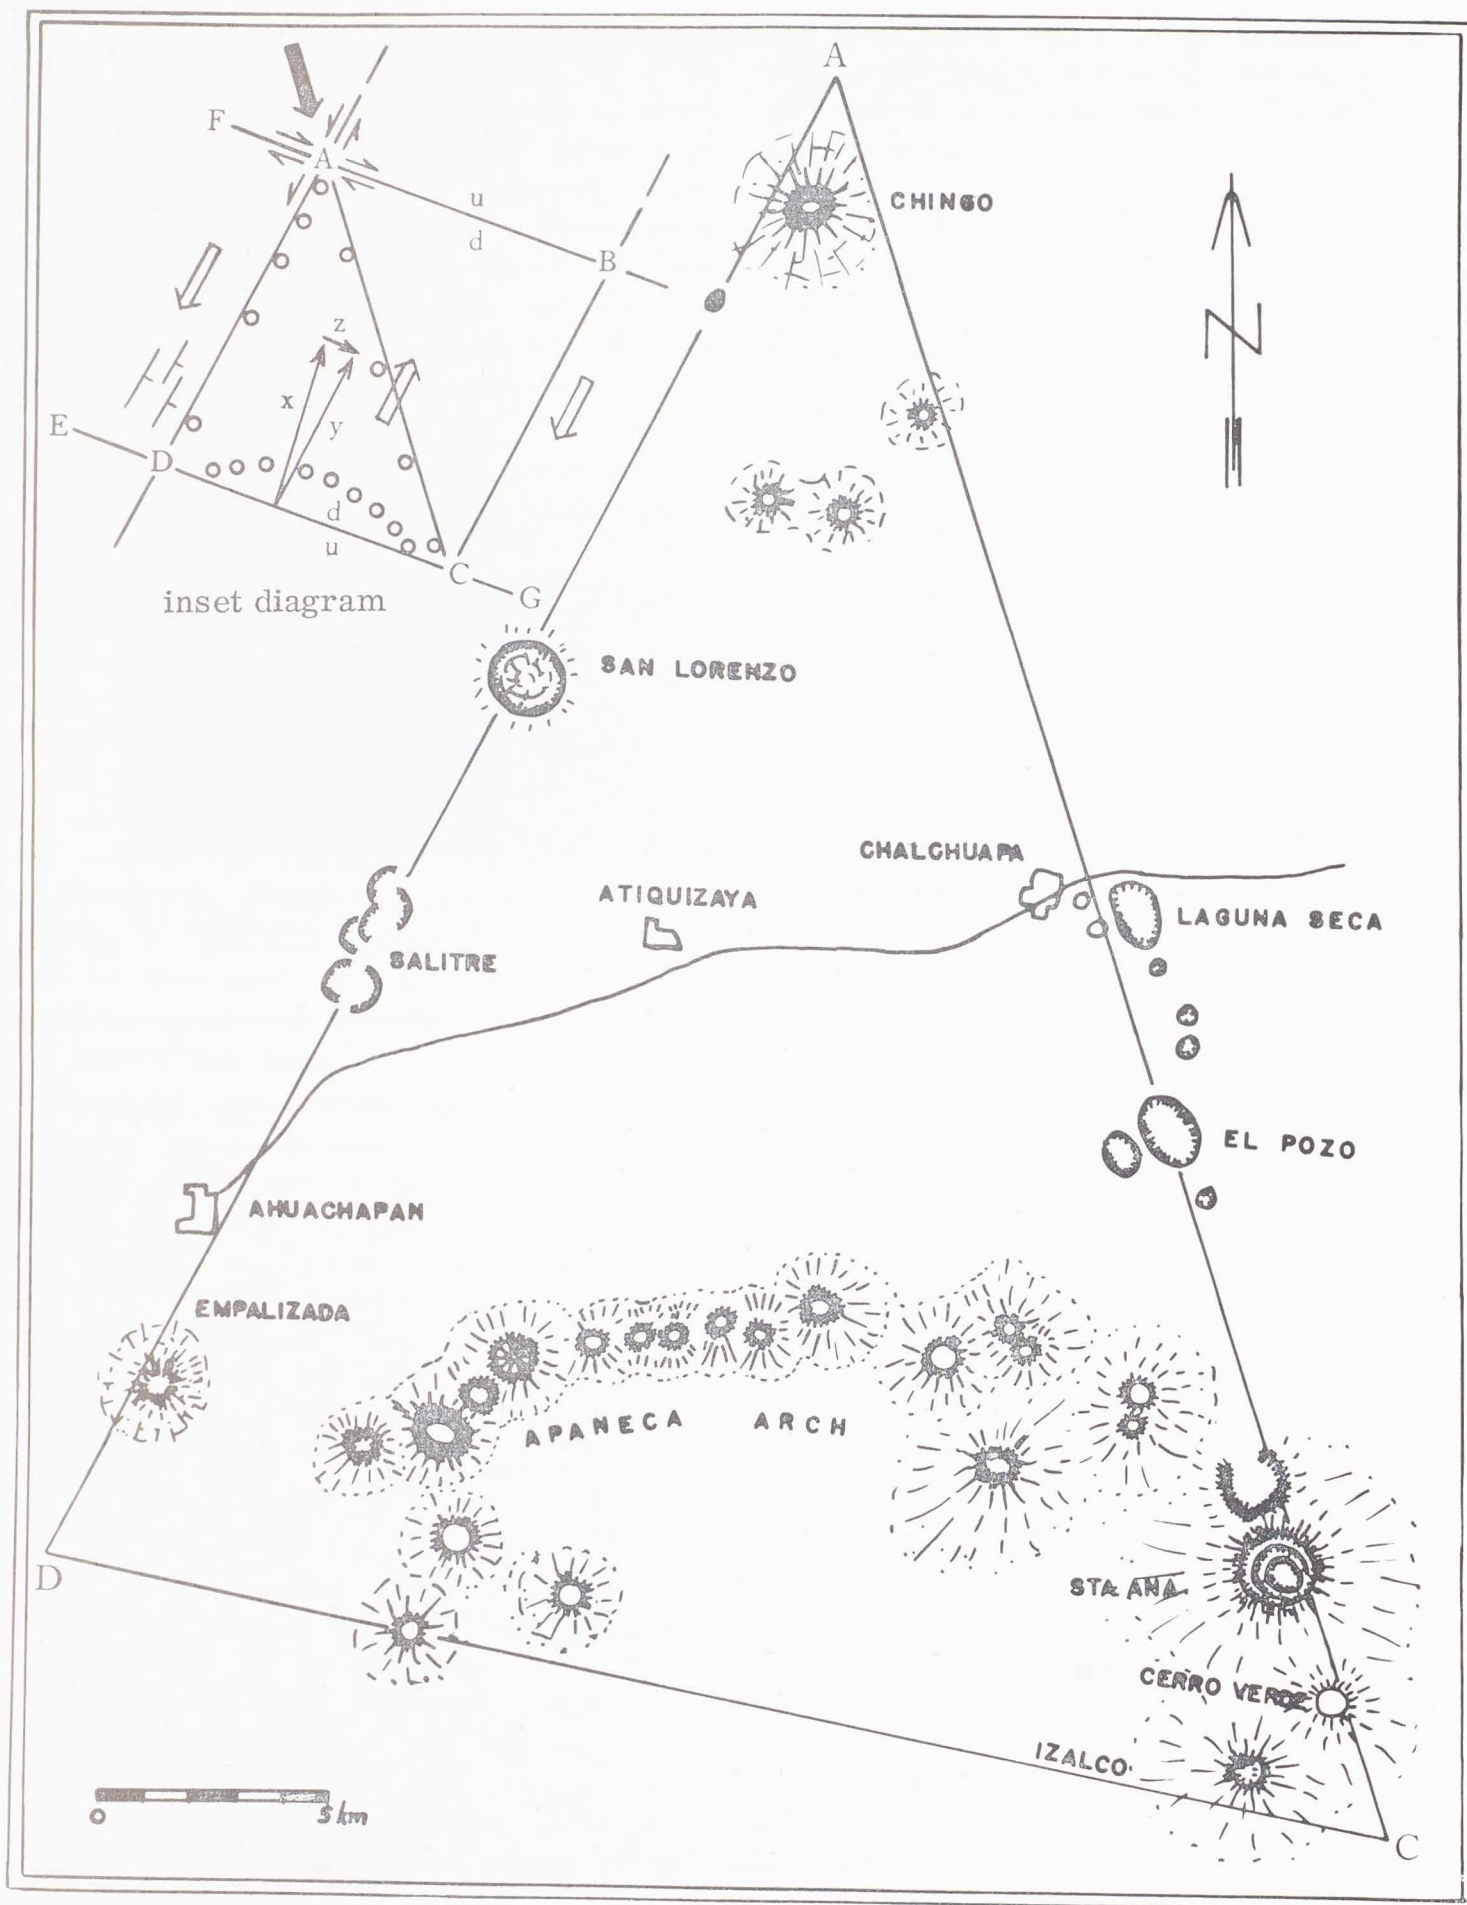 A
F
A
u
d
B
CHINGO
N
z
x
y
E
D
d
u
C
G
inset diagram
SAN LORENZO
CHALCHUAPA
ATIQUIZAYA
LAGUNA SECA
SALITRE
EL POZO
AHUACHAPAN
EMPALIZADA
APANECA ARCH
D
STA ANA
CERRO VERDE
IZALCO
0 5 km
C